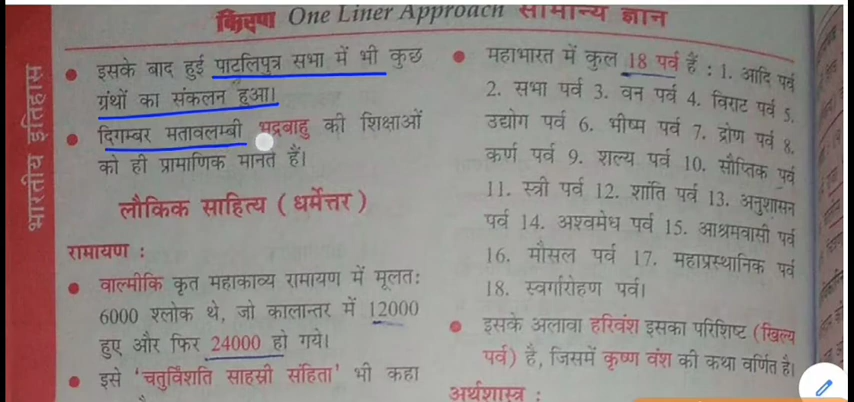 किरण One Liner Approach सामान्य ज्ञान
भारतीय इतिहास
इसके बाद हुई पाटलिपुत्र सभा में भी कुछ
ग्रंथों का संकलन हुआ।
दिगम्बर मतावलम्बी भद्रबाहु की शिक्षाओं
को ही प्रामाणिक मानते हैं।
लौकिक साहित्य ( धर्मेत्तर )
रामायण :
वाल्मीकि कृत महाकाव्य रामायण में मूलतः
6000 श्लोक थे, जो कालान्तर में 12000
हुए और फिर 24000 हो गये।
इसे ‘चतुर्विंशति साहस्री संहिता’ भी कहा
महाभारत में कुल 18 पर्व हैं : 1. आदि पर्व
2. सभा पर्व 3. वन पर्व 4. विराट पर्व 5.
उद्योग पर्व 6. भीष्म पर्व 7. द्रोण पर्व 8.
कर्ण पर्व 9. शल्य पर्व 10. सौप्तिक पर्व
11. स्त्री पर्व 12. शांति पर्व 13. अनुशासन
पर्व 14. अश्वमेध पर्व 15. आश्रमवासी पर्व
16. मौसल पर्व 17. महाप्रस्थानिक पर्व
18. स्वर्गारोहण पर्व।
इसके अलावा हरिवंश इसका परिशिष्ट (खिल्य
पर्व) है, जिसमें कृष्ण वंश की कथा वर्णित है।
अर्थशास्त्र :